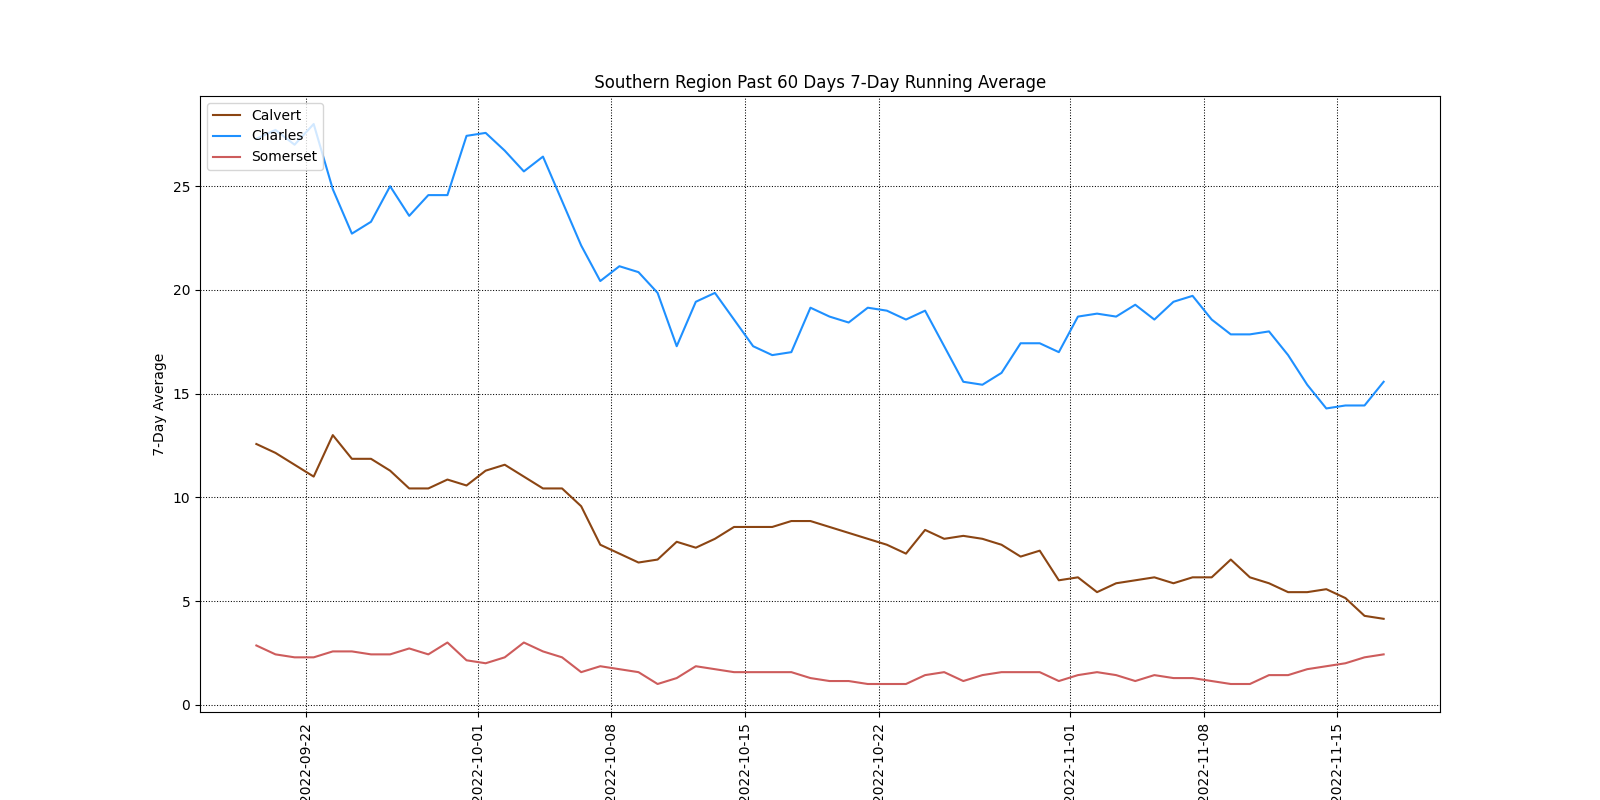 Southern Region Past 60 Days 7-Day Running Average
Calvert
Charles
Somerset
7-Day Average
25
20
15
10
5
0
2022-09-22
2022-10-01
2022-10-08
2022-10-15
2022-10-22
2022-11-01
2022-11-08
2022-11-15